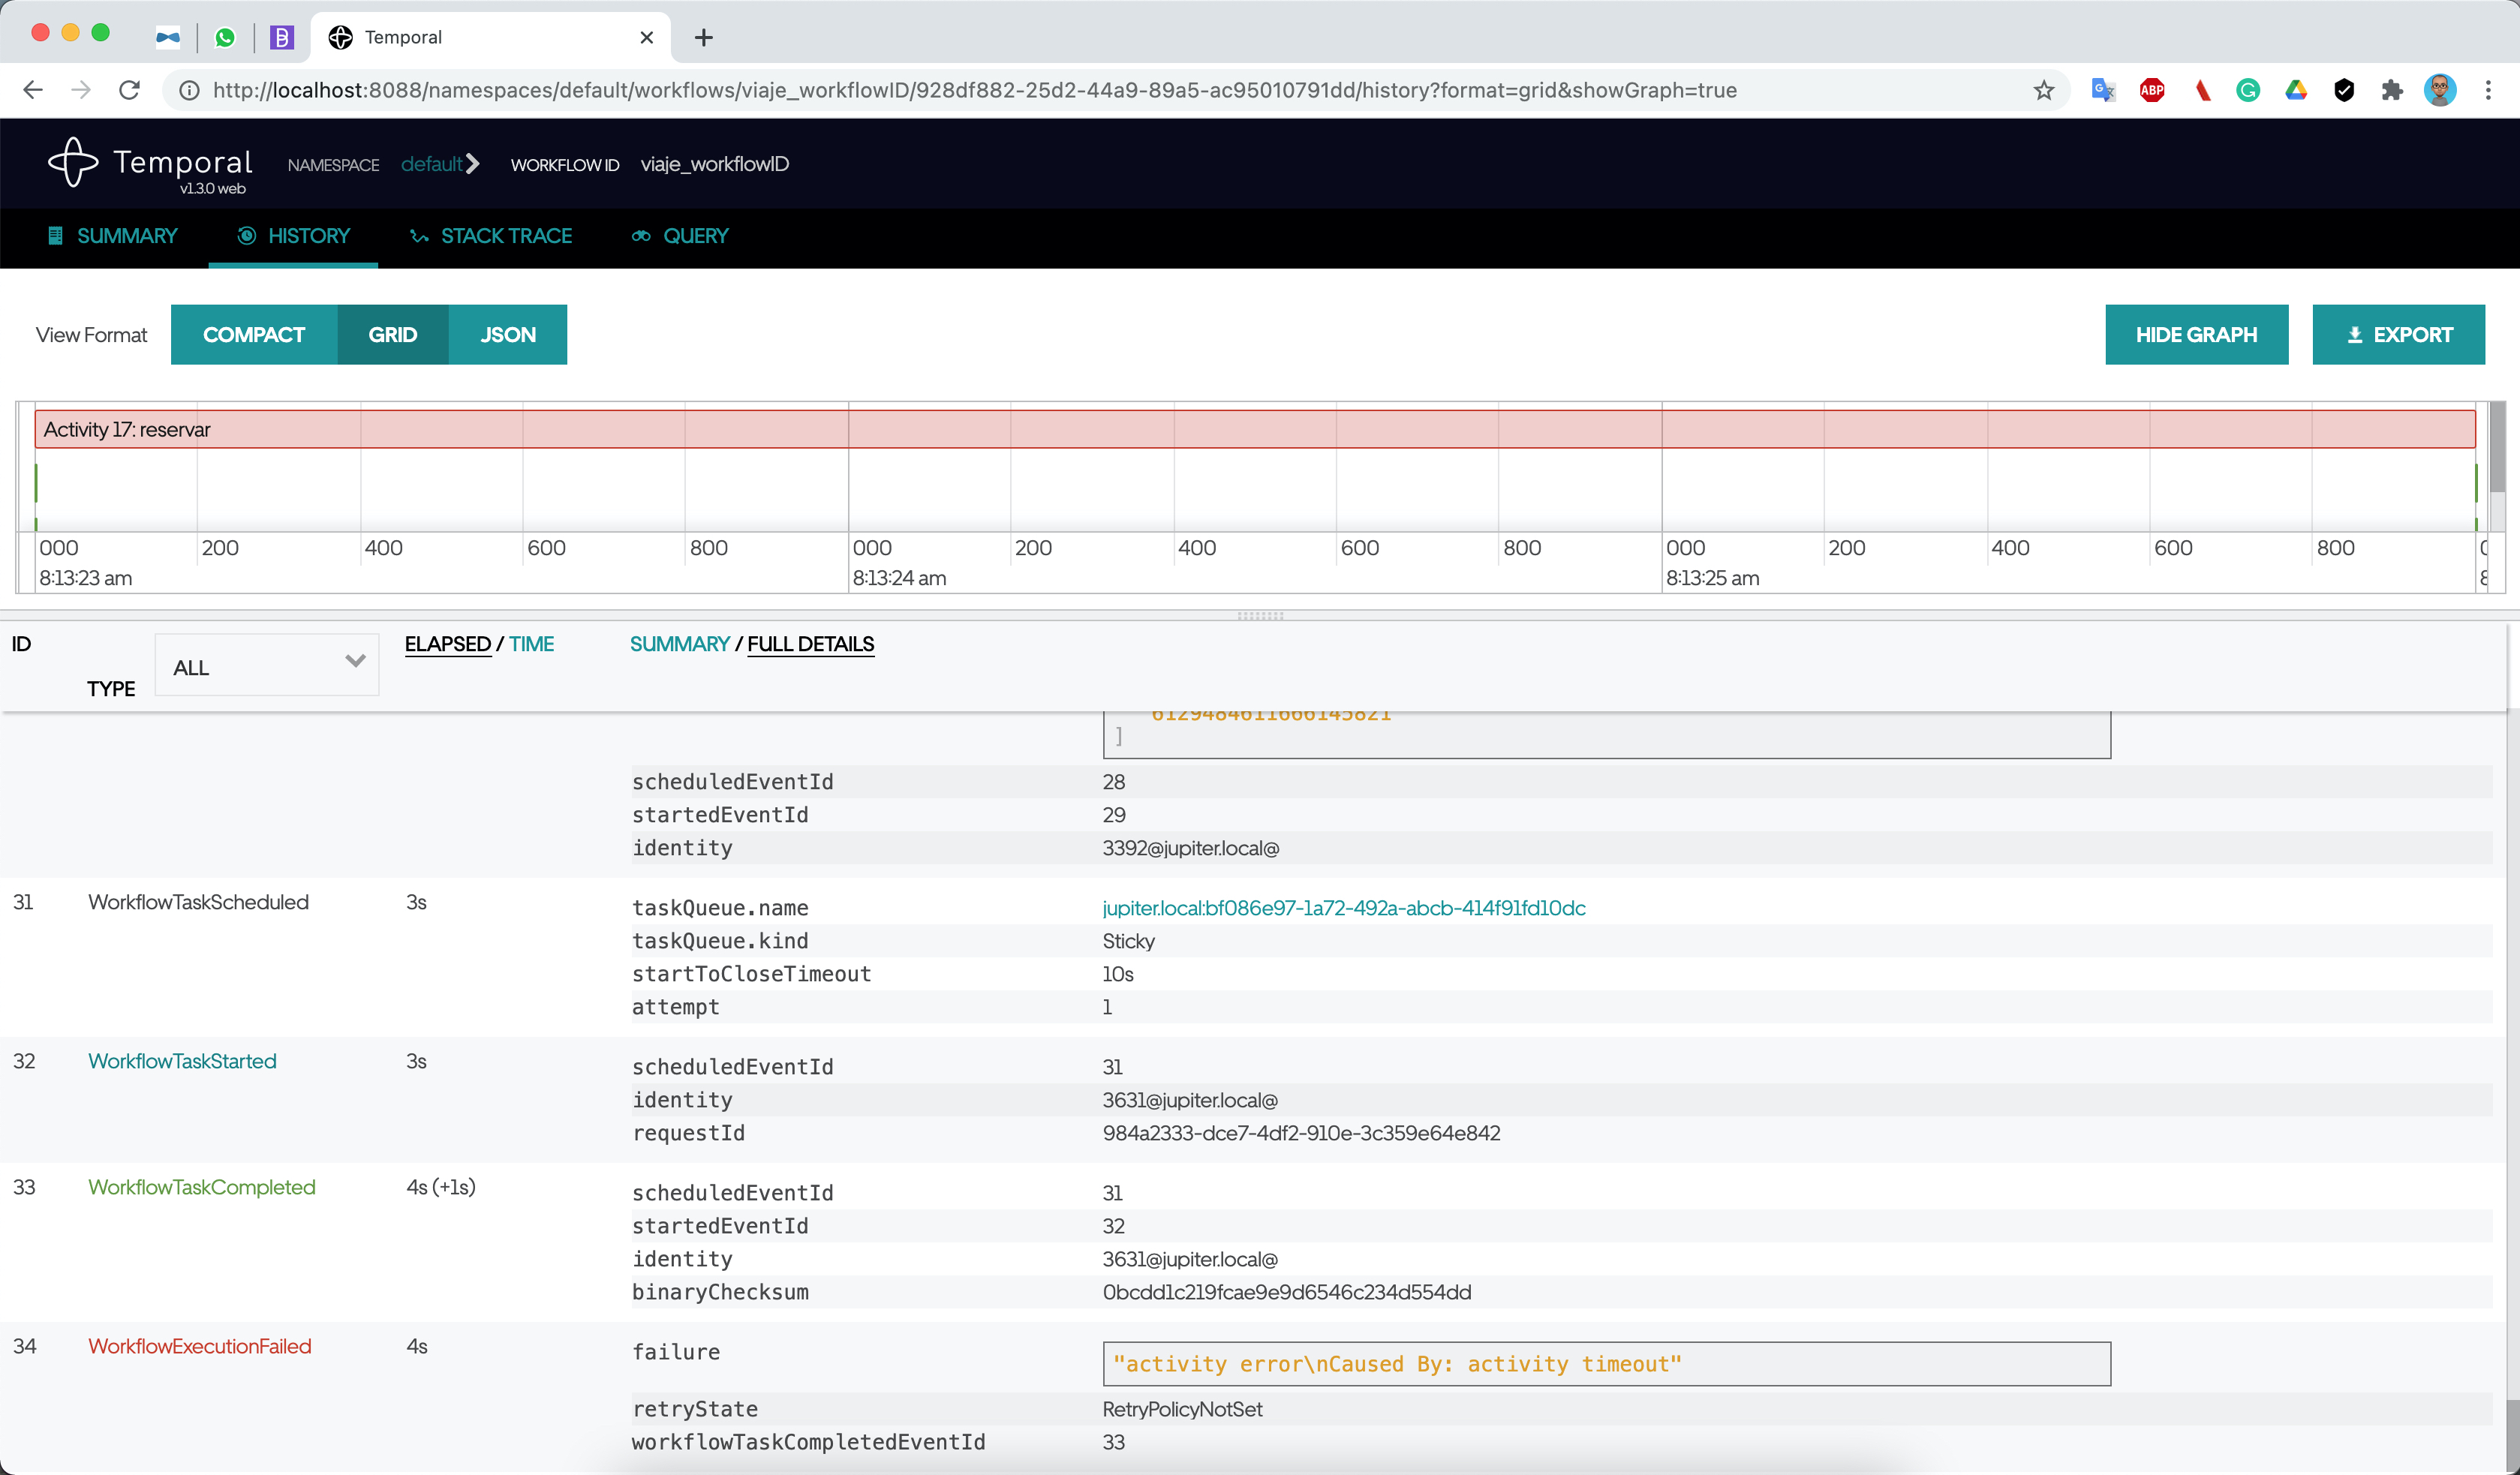 Temporal
http://localhost:8088/namespaces/default/workflows/viaje_workflowID/928df882-25d2-44a9-89a5-ac95010791dd/history?format=grid&showGraph=true
ABP
Temporal
v1.3.0 web
NAMESPACE default WORKFLOW ID viaje_workflowID
SUMMARY HISTORY STACK TRACE QUERY
View Format COMPACT GRID JSON HIDE GRAPH EXPORT
Activity 17: reservar
000 200 400 600 800 000 200 400 600 800 000 200 400 600 800
8:13:23 am 8:13:24 am 8:13:25 am
ID TYPE ALL ELAPSED / TIME SUMMARY / FULL DETAILS
6129484611666145821
]
scheduledEventId 28
startedEventId 29
identity 3392@jupiter.local@
31 WorkflowTaskScheduled 3s taskQueue.name jupiter.local:bf086e97-1a72-492a-abcb-414f91fd10dc
taskQueue.kind Sticky
startToCloseTimeout 10s
attempt 1
32 WorkflowTaskStarted 3s scheduledEventId 31
identity 3631@jupiter.local@
requestId 984a2333-dce7-4df2-910e-3c359e64e842
33 WorkflowTaskCompleted 4s (+1s) scheduledEventId 31
startedEventId 32
identity 3631@jupiter.local@
binaryChecksum 0bcdd1c219fcae9e9d6546c234d554dd
34 WorkflowExecutionFailed 4s failure "activity error\nCaused By: activity timeout"
retryState RetryPolicyNotSet
workflowTaskCompletedEventId 33